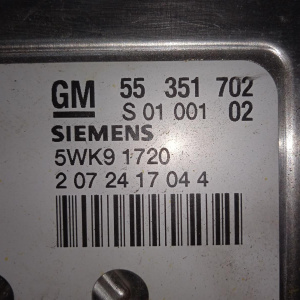 GM 55 351 702
S 01 001 02
SIEMENS
5WK9 1720
2 07 24 17 04 4